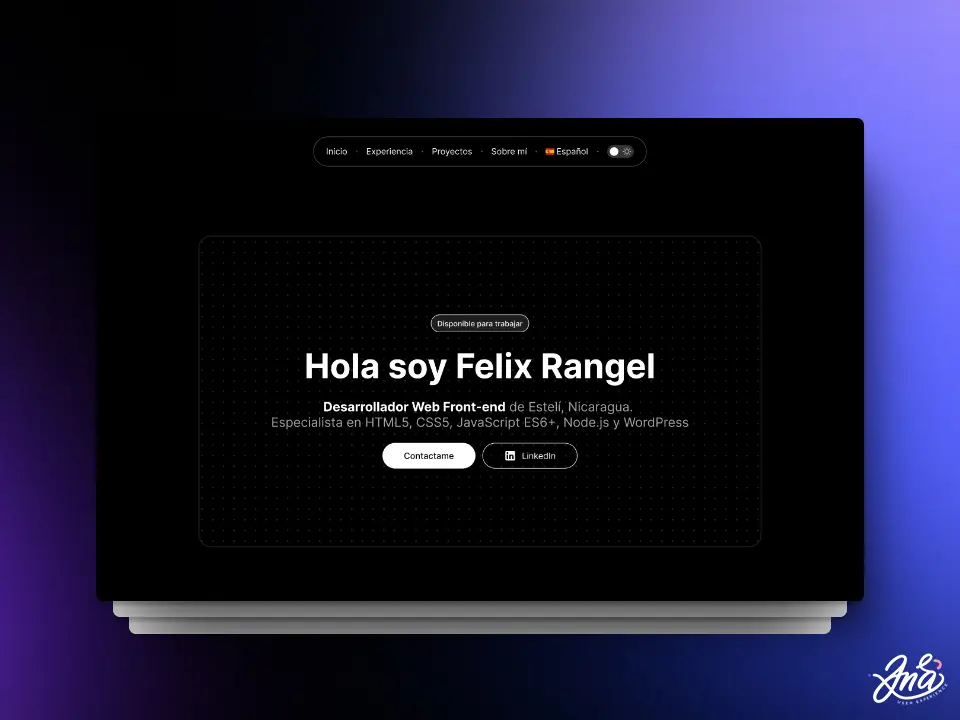 Inicio · Experiencia · Proyectos · Sobre mí · Español ·
Disponible para trabajar
Hola soy Felix Rangel
Desarrollador Web Front-end de Estelí, Nicaragua.
Especialista en HTML5, CSS5, JavaScript ES6+, Node.js y WordPress
Contactame
in LinkedIn
USER EXPERIENCE